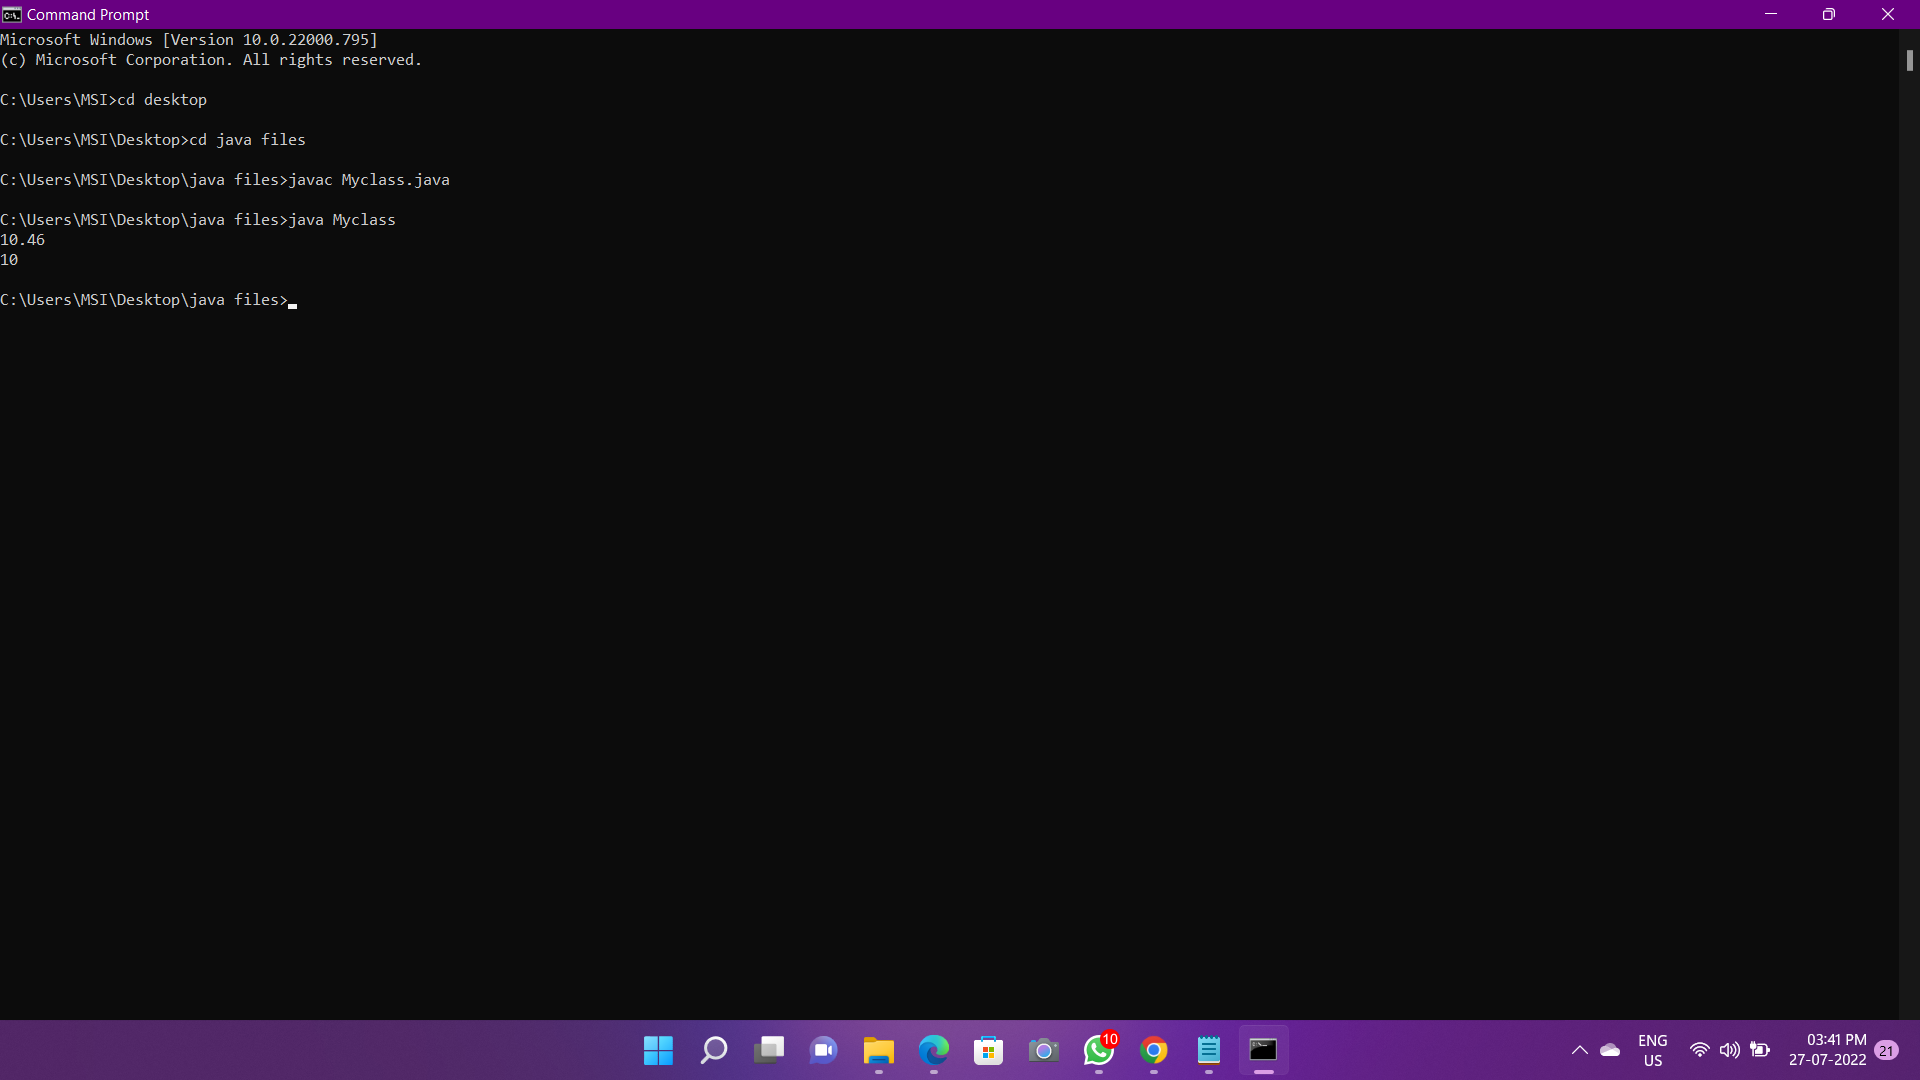 Command Prompt
Microsoft Windows [Version 10.0.22000.795]
(c) Microsoft Corporation. All rights reserved.
C:\Users\MSI>cd desktop
C:\Users\MSI\Desktop>cd java files
C:\Users\MSI\Desktop\java files>javac Myclass.java
C:\Users\MSI\Desktop\java files>java Myclass
10.46
10
C:\Users\MSI\Desktop\java files>
10
ENG
US
03:41 PM
27-07-2022
21